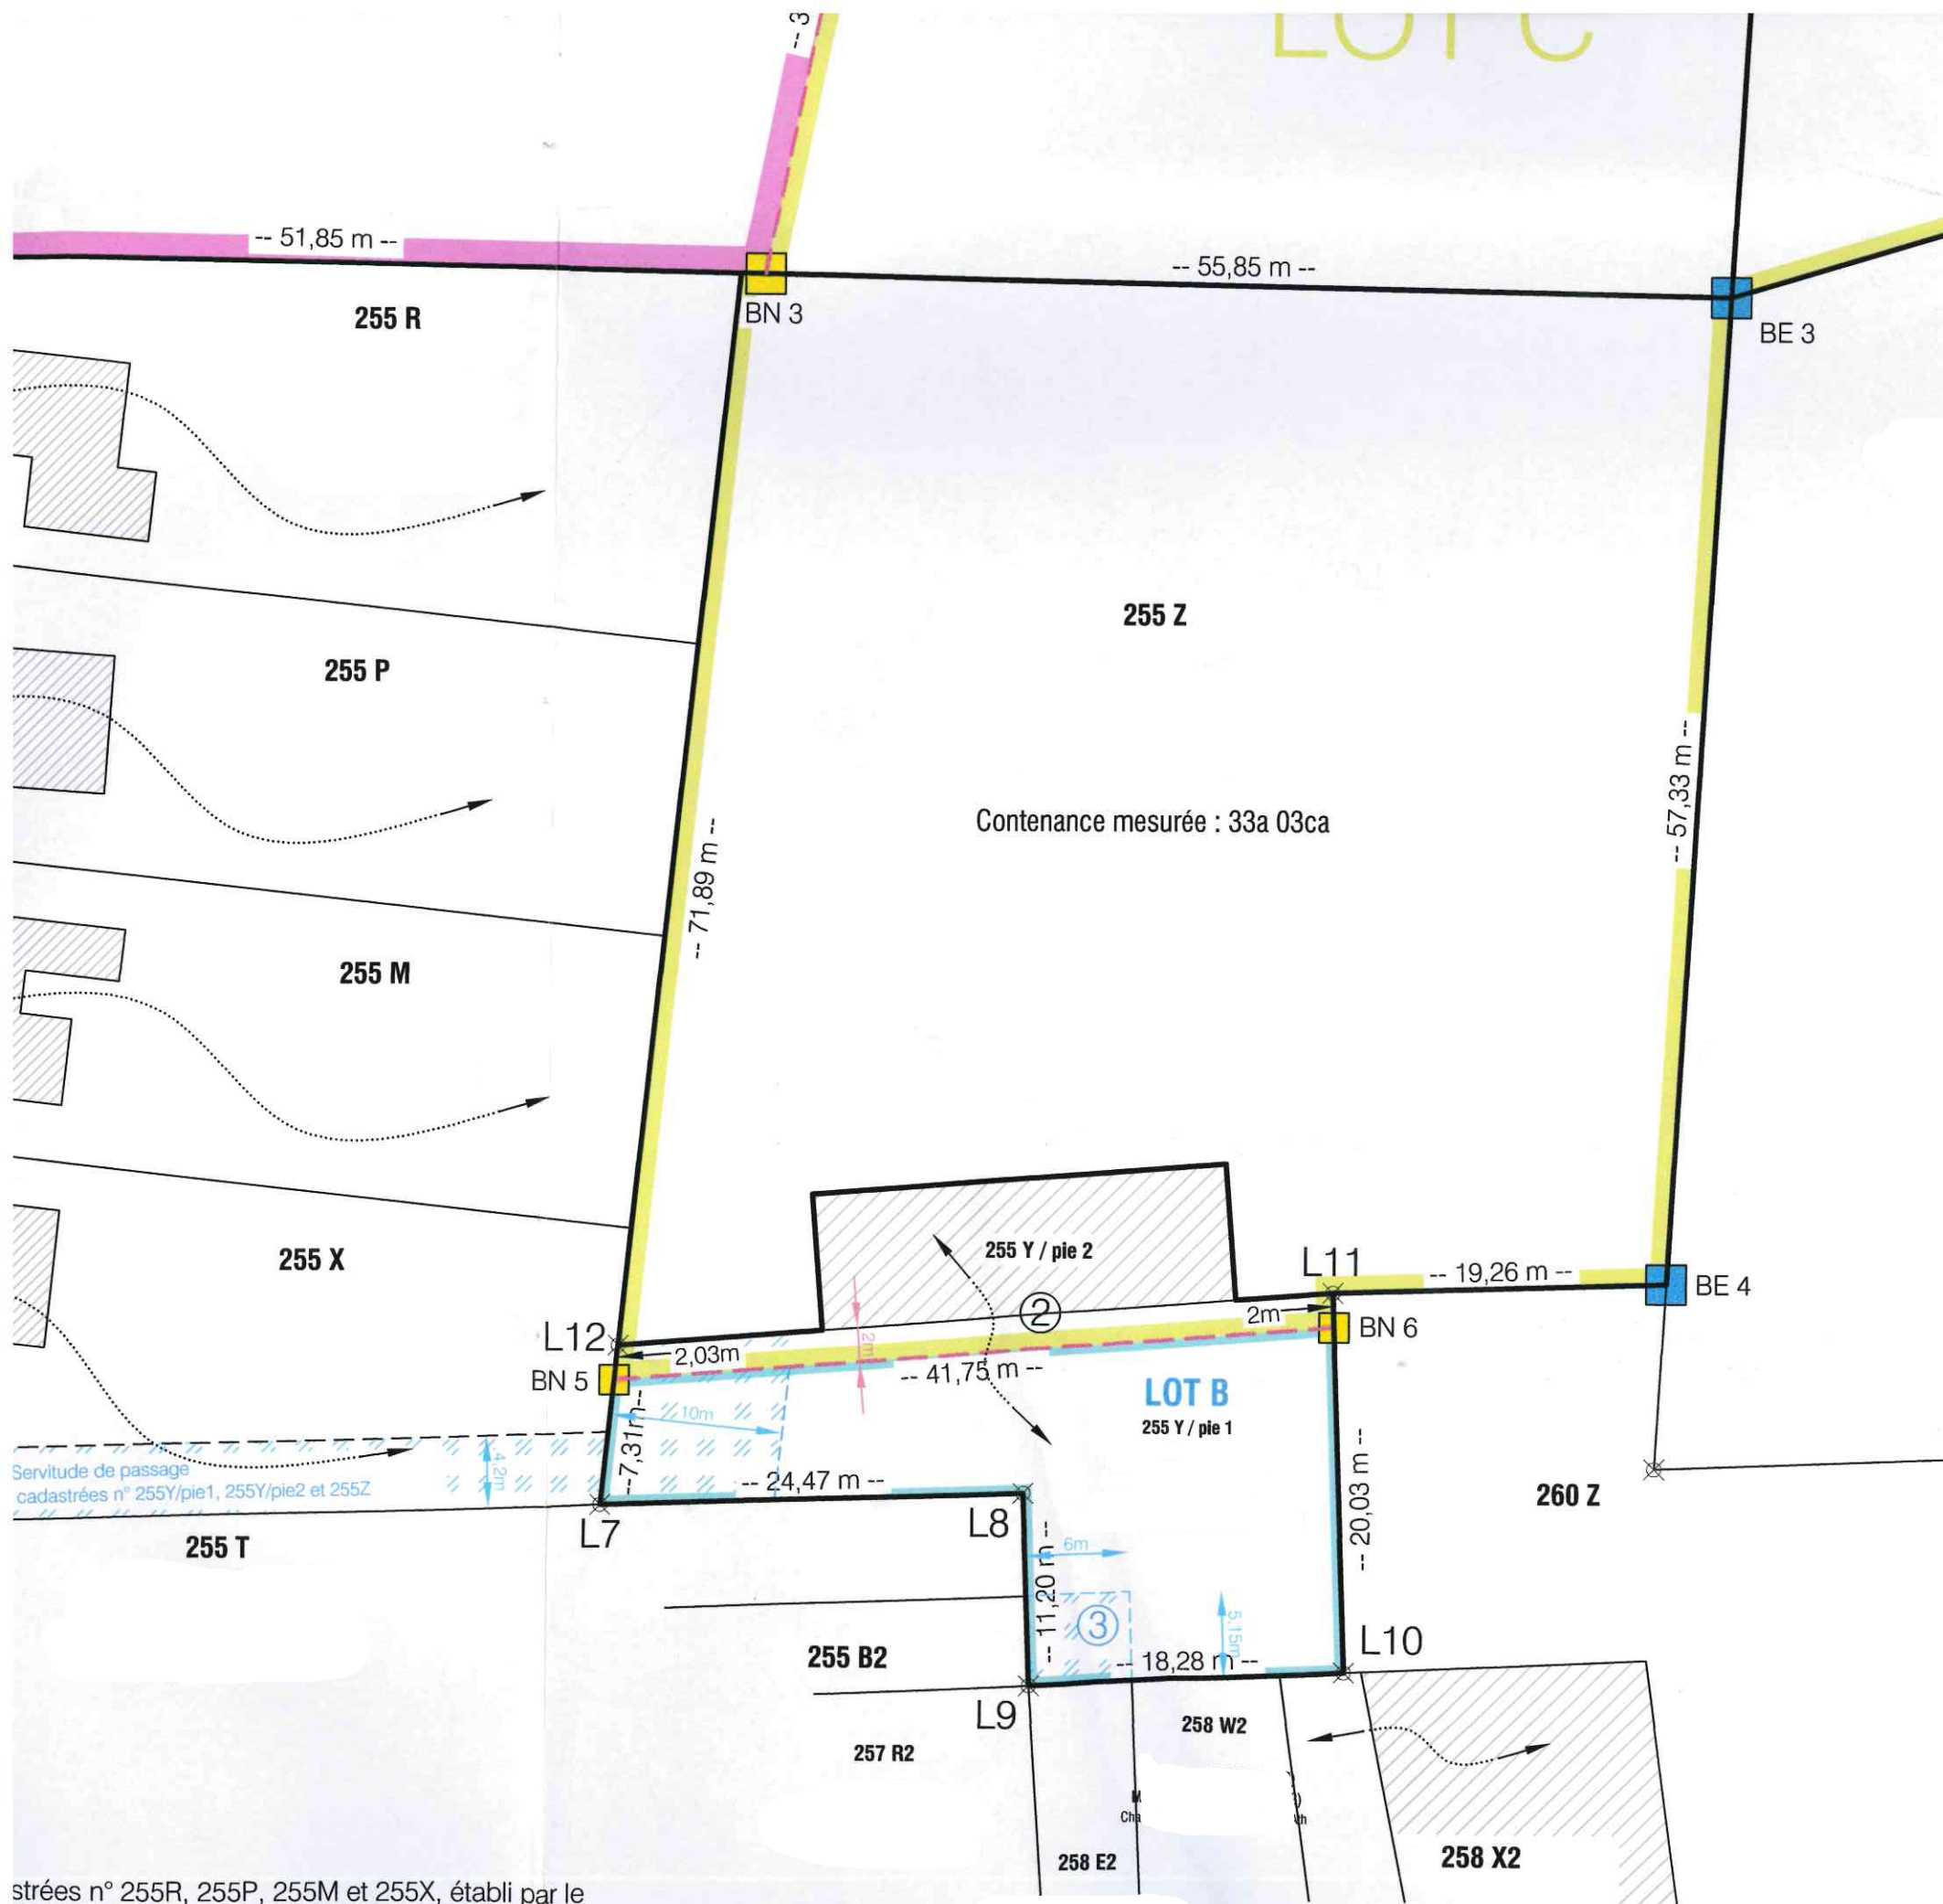 LOT C
-- 3
-- 51,85 m --
-- 55,85 m --
BN 3
BE 3
255 R
255 Z
255 P
-- 57,33 m --
Contenance mesurée : 33a 03ca
-- 71,89 m --
255 M
255 X
255 Y / pie 2
L11
-- 19,26 m --
BE 4
2
2m
BN 6
L12
2,03m
2m
BN 5
-- 41,75 m --
LOT B
255 Y / pie 1
10m
--7,31m--
4,2m
Servitude de passage
cadastrées n° 255Y/pie1, 255Y/pie2 et 255Z
-- 24,47 m --
260 Z
L7
L8
255 T
-- 20,03 m --
6m
-- 11,20 m --
3
5,15m
255 B2
-- 18,28 m --
L10
L9
258 W2
257 R2
Cha
258 E2
258 X2
strées n° 255R, 255P, 255M et 255X, établi par le